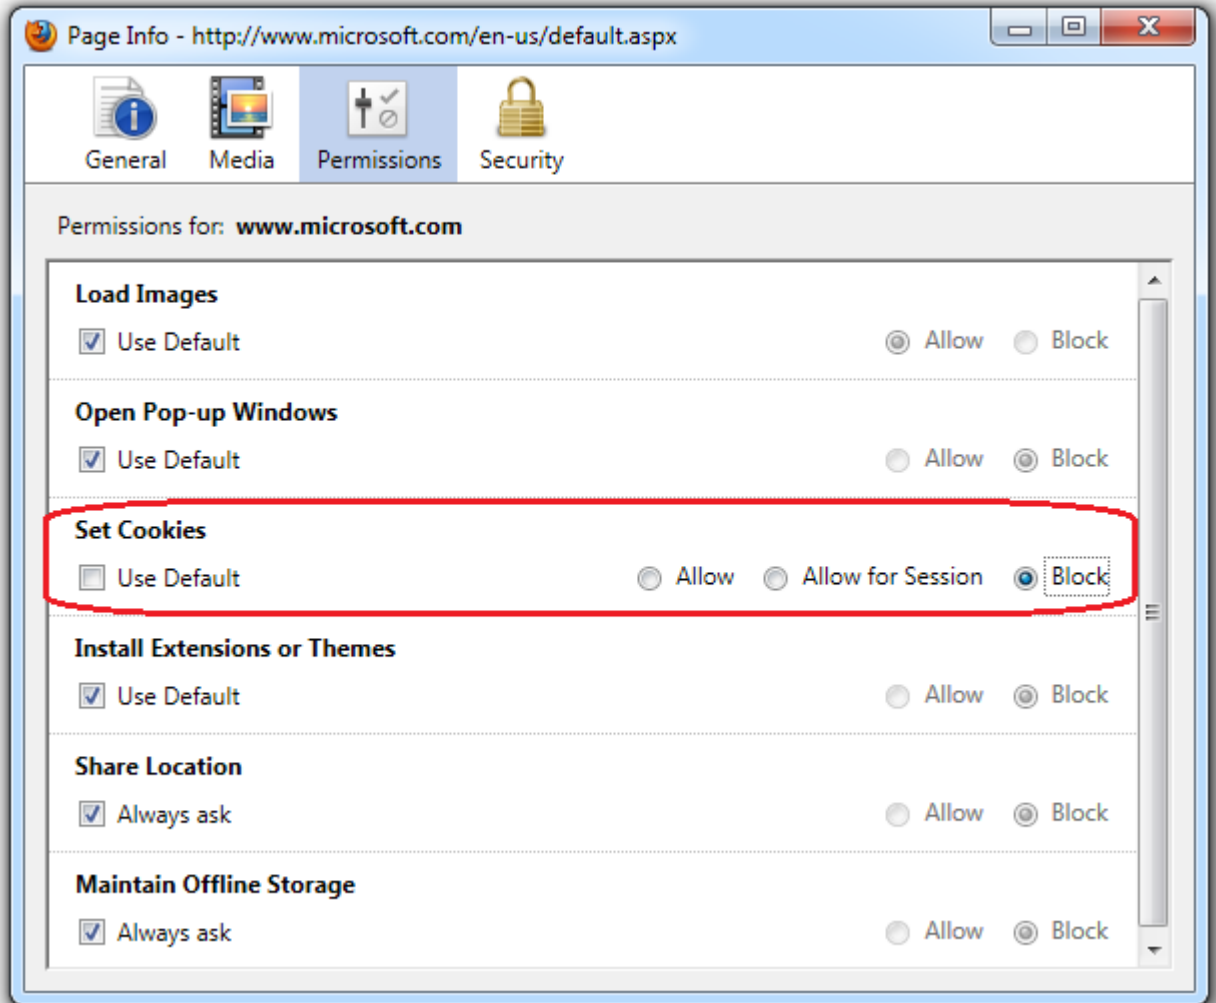 Page Info - http://www.microsoft.com/en-us/default.aspx
General Media Permissions Security
Permissions for: www.microsoft.com
Load Images
Use Default Allow Block
Open Pop-up Windows
Use Default Allow Block
Set Cookies
Use Default Allow Allow for Session Block
Install Extensions or Themes
Use Default Allow Block
Share Location
Always ask Allow Block
Maintain Offline Storage
Always ask Allow Block